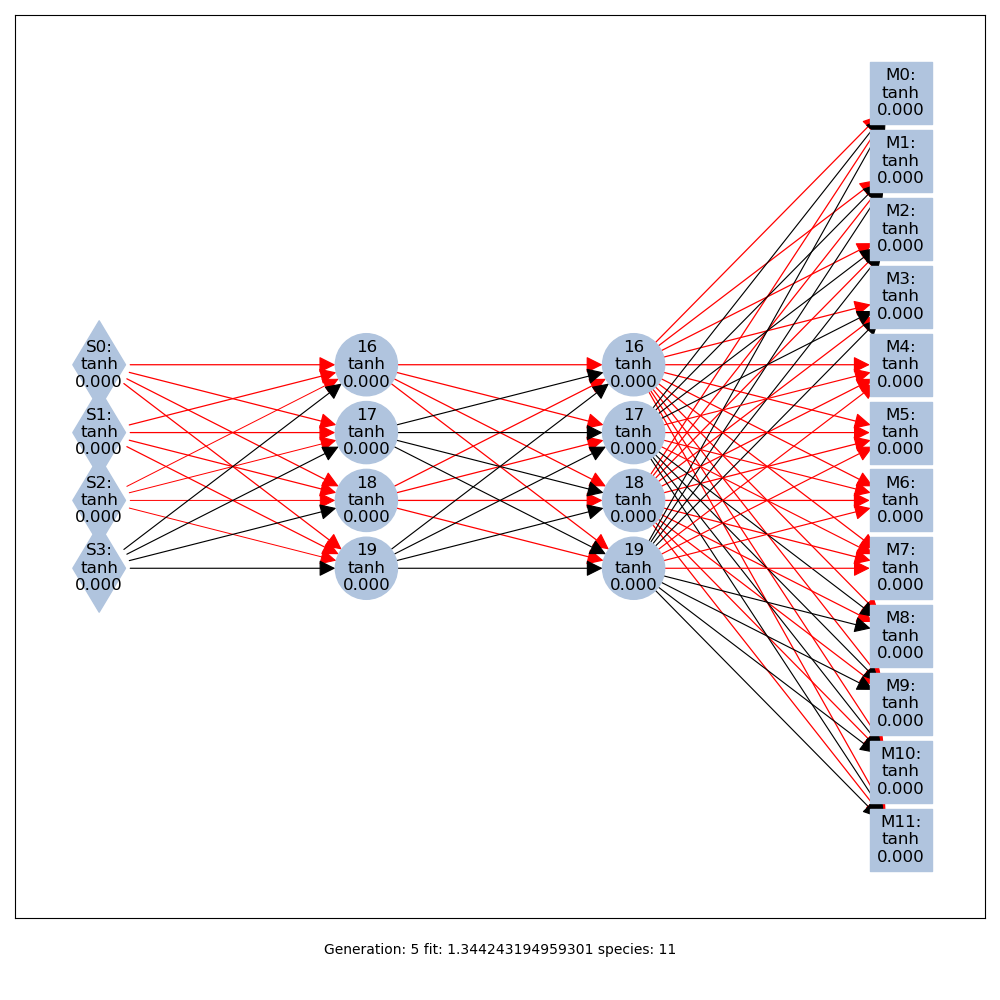 S0:
tanh
0.000
S1:
tanh
0.000
S2:
tanh
0.000
S3:
tanh
0.000
16
tanh
0.000
17
tanh
0.000
18
tanh
0.000
19
tanh
0.000
16
tanh
0.000
17
tanh
0.000
18
tanh
0.000
19
tanh
0.000
M0:
tanh
0.000
M1:
tanh
0.000
M2:
tanh
0.000
M3:
tanh
0.000
M4:
tanh
0.000
M5:
tanh
0.000
M6:
tanh
0.000
M7:
tanh
0.000
M8:
tanh
0.000
M9:
tanh
0.000
M10:
tanh
0.000
M11:
tanh
0.000
Generation: 5 fit: 1.344243194959301 species: 11